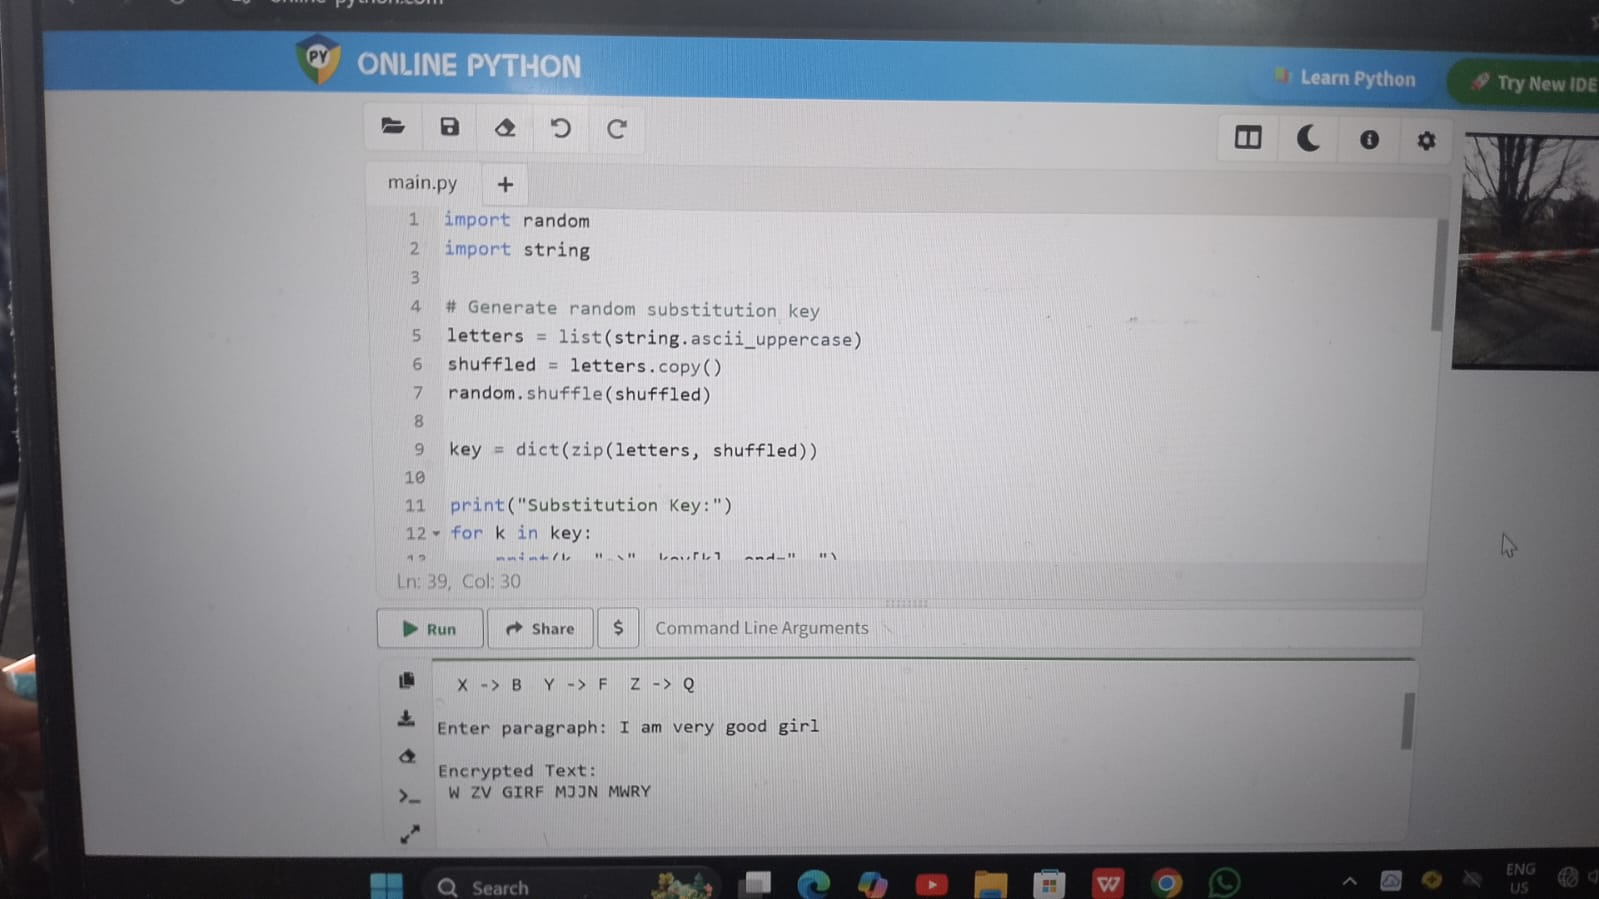 PY
ONLINE PYTHON
Learn Python
Try New IDE
main.py
+
1 import random
2 import string
3
4 # Generate random substitution key
5 letters = list(string.ascii_uppercase)
6 shuffled = letters.copy()
7 random.shuffle(shuffled)
8
9 key = dict(zip(letters, shuffled))
10
11 print("Substitution Key:")
12 for k in key:
Ln: 39, Col: 30
Run
Share
$
Command Line Arguments
X -> B Y -> F Z -> Q
Enter paragraph: I am very good girl
Encrypted Text:
W ZV GIRF MJJN MWRY
Search
ENG
US